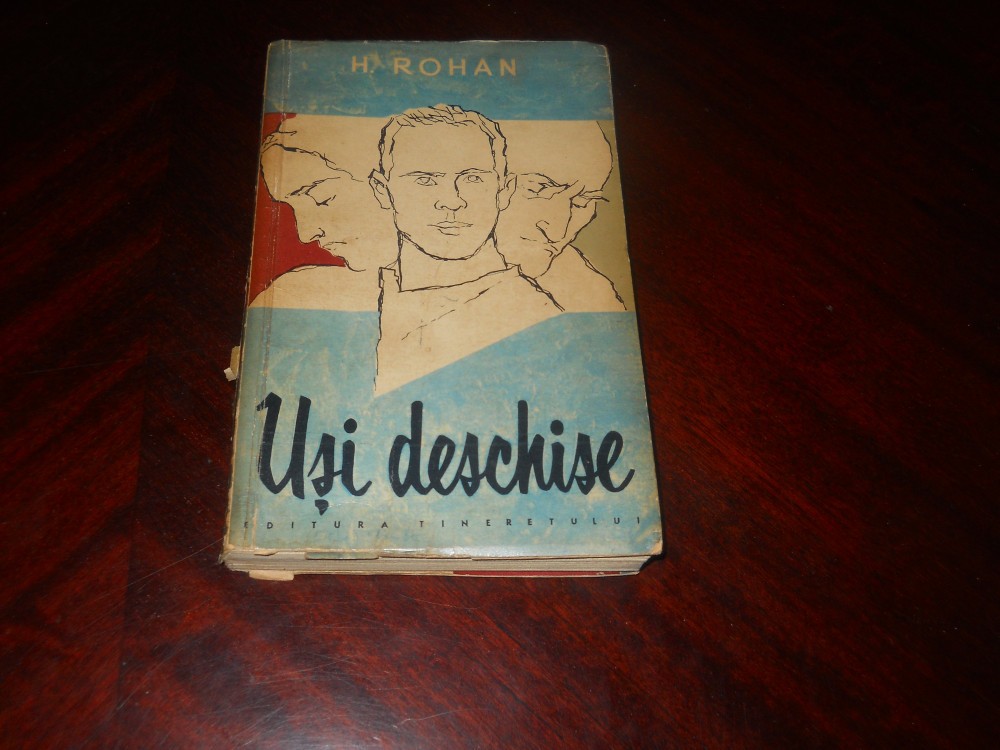 H. ROHAN
Uși deschise
EDITURA TINERETULUI